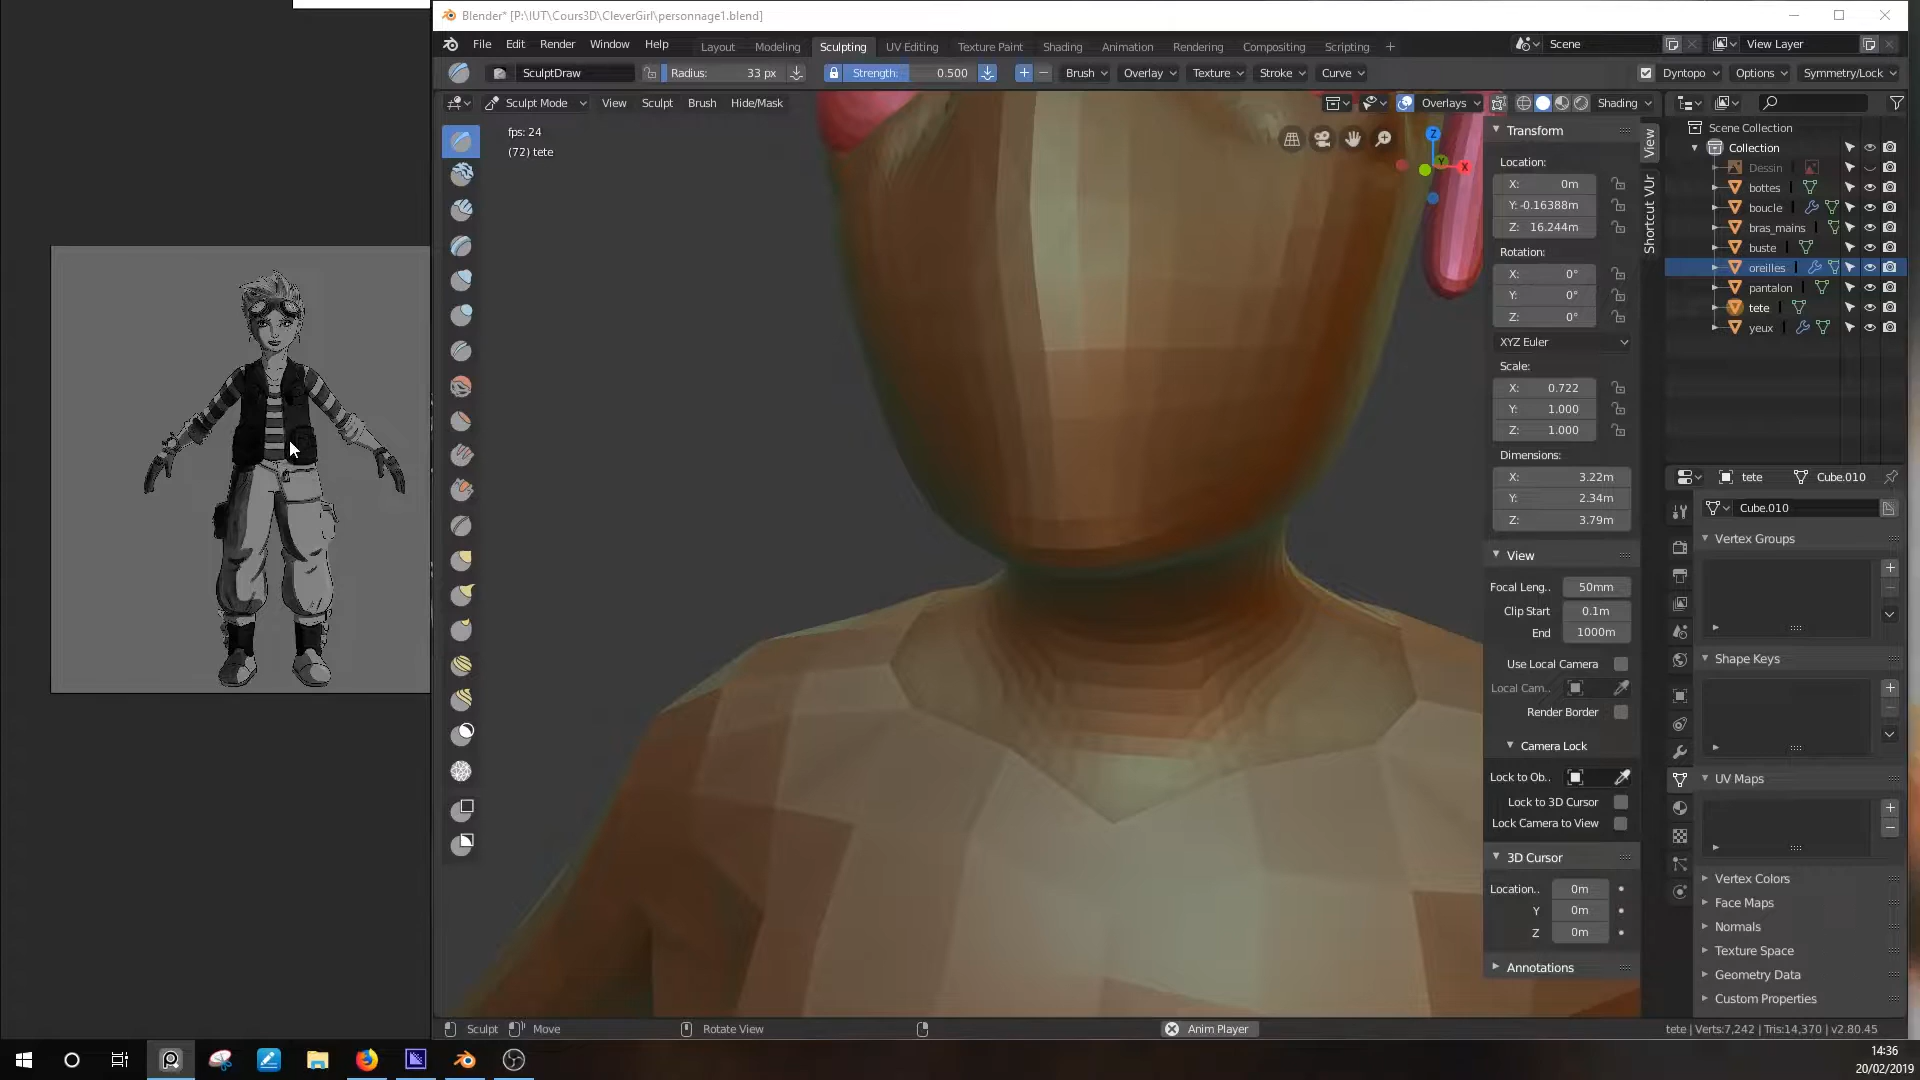 Blender* [P:\IUT\Cours3D\CleverGirl\personnage1.blend]
File Edit Render Window Help Layout Modeling Sculpting UV Editing Texture Paint Shading Animation Rendering Compositing Scripting + Scene View Layer
SculptDraw Radius: 33 px Strength: 0.500 Brush Overlay Texture Stroke Curve Dyntopo Options Symmetry/Lock
Sculpt Mode View Sculpt Brush Hide/Mask Overlays Shading
fps: 24
(72) tete
Z
Y
X
View
Shortcut VUr
Transform
Location:
X: 0m
Y: -0.16388m
Z: 16.244m
Rotation:
X: 0°
Y: 0°
Z: 0°
XYZ Euler
Scale:
X: 0.722
Y: 1.000
Z: 1.000
Dimensions:
X: 3.22m
Y: 2.34m
Z: 3.79m
View
Focal Leng.. 50mm
Clip Start 0.1m
End 1000m
Use Local Camera
Local Cam..
Render Border
Camera Lock
Lock to Ob..
Lock to 3D Cursor
Lock Camera to View
3D Cursor
Location.. 0m
Y 0m
Z 0m
Annotations
Scene Collection
Collection
Dessin
bottes
boucle
bras_mains
buste
oreilles
pantalon
tete
yeux
tete Cube.010
Cube.010
Vertex Groups
Shape Keys
UV Maps
Vertex Colors
Face Maps
Normals
Texture Space
Geometry Data
Custom Properties
Sculpt Move Rotate View Anim Player tete | Verts:7,242 | Tris:14,370 | v2.80.45
14:36
20/02/2019